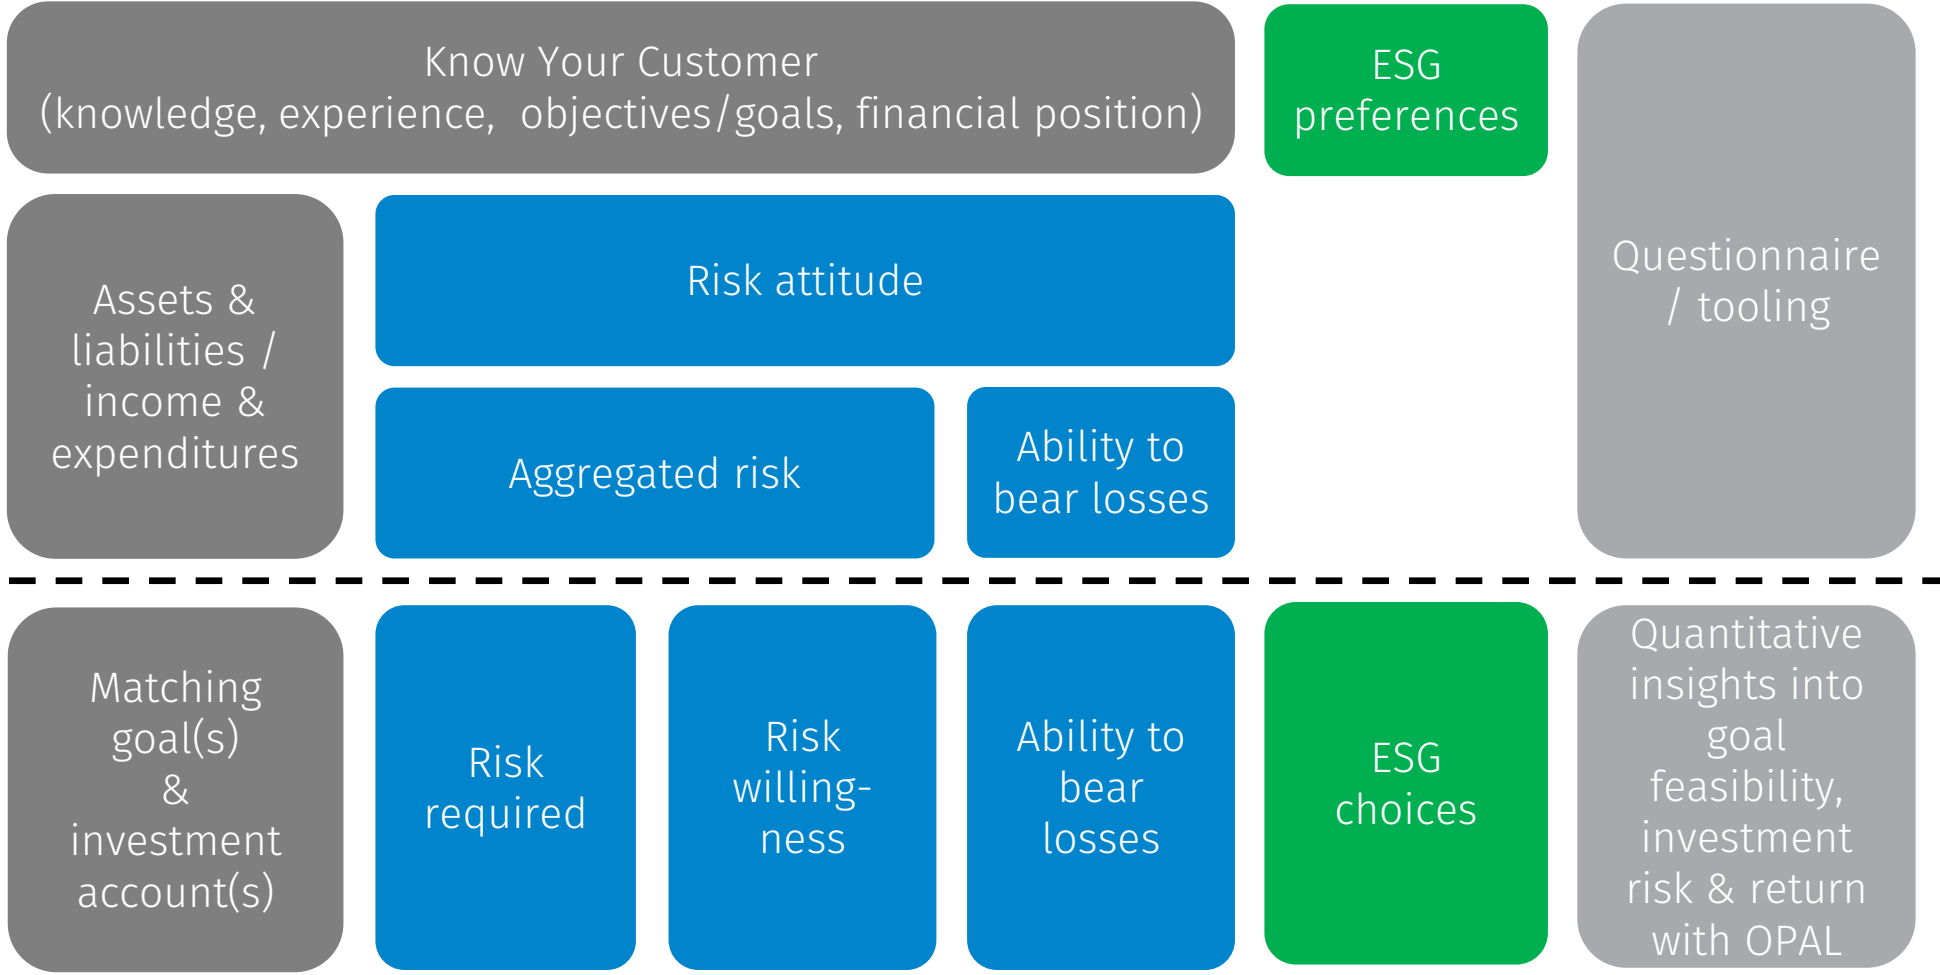 Know Your Customer
(knowledge, experience, objectives/goals, financial position)
ESG
preferences
Questionnaire
/ tooling
Assets &
liabilities /
income &
expenditures
Risk attitude
Aggregated risk
Ability to
bear losses
Matching
goal(s)
&
investment
account(s)
Risk
required
Risk
willing-
ness
Ability to
bear
losses
ESG
choices
Quantitative
insights into
goal
feasibility,
investment
risk & return
with OPAL